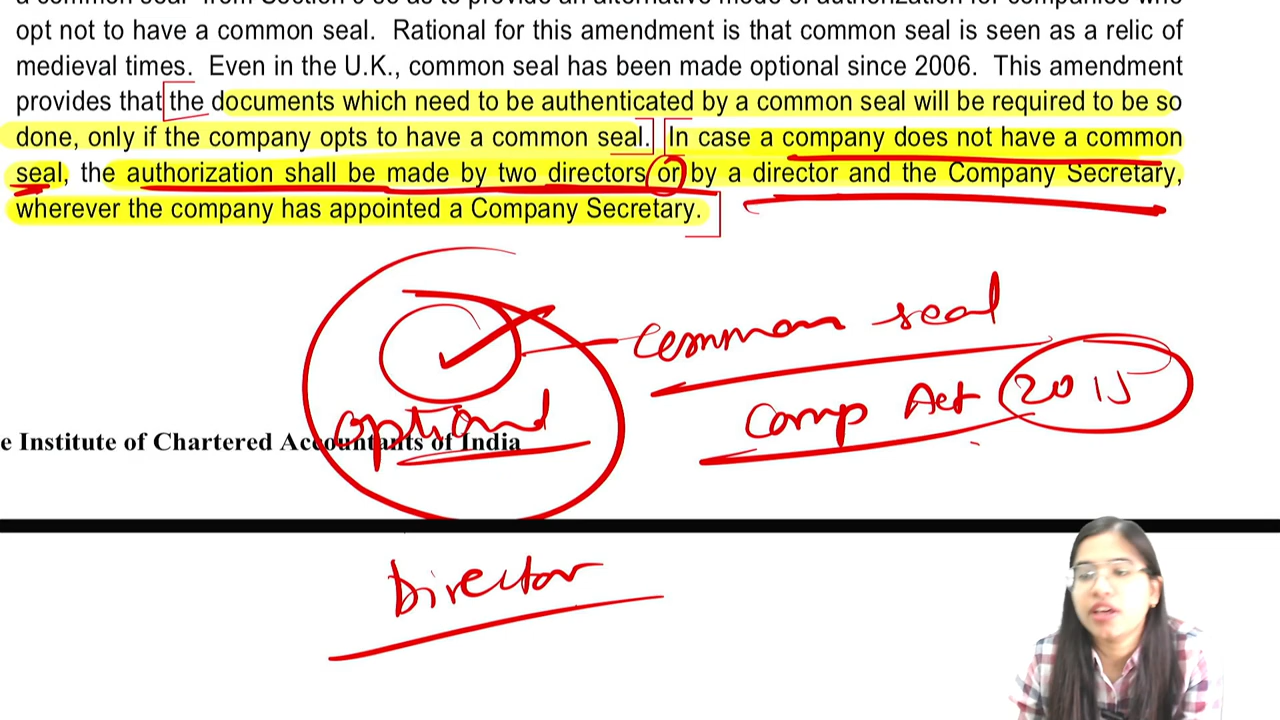 a common seal" from Section 9 so as to provide an alternative mode of authorization for companies who
opt not to have a common seal. Rational for this amendment is that common seal is seen as a relic of
medieval times. Even in the U.K., common seal has been made optional since 2006. This amendment
provides that the documents which need to be authenticated by a common seal will be required to be so
done, only if the company opts to have a common seal. In case a company does not have a common
seal, the authorization shall be made by two directors or by a director and the Company Secretary,
wherever the company has appointed a Company Secretary.
common seal
Comp Act 2015
optional
e Institute of Chartered Accountants of India
Director